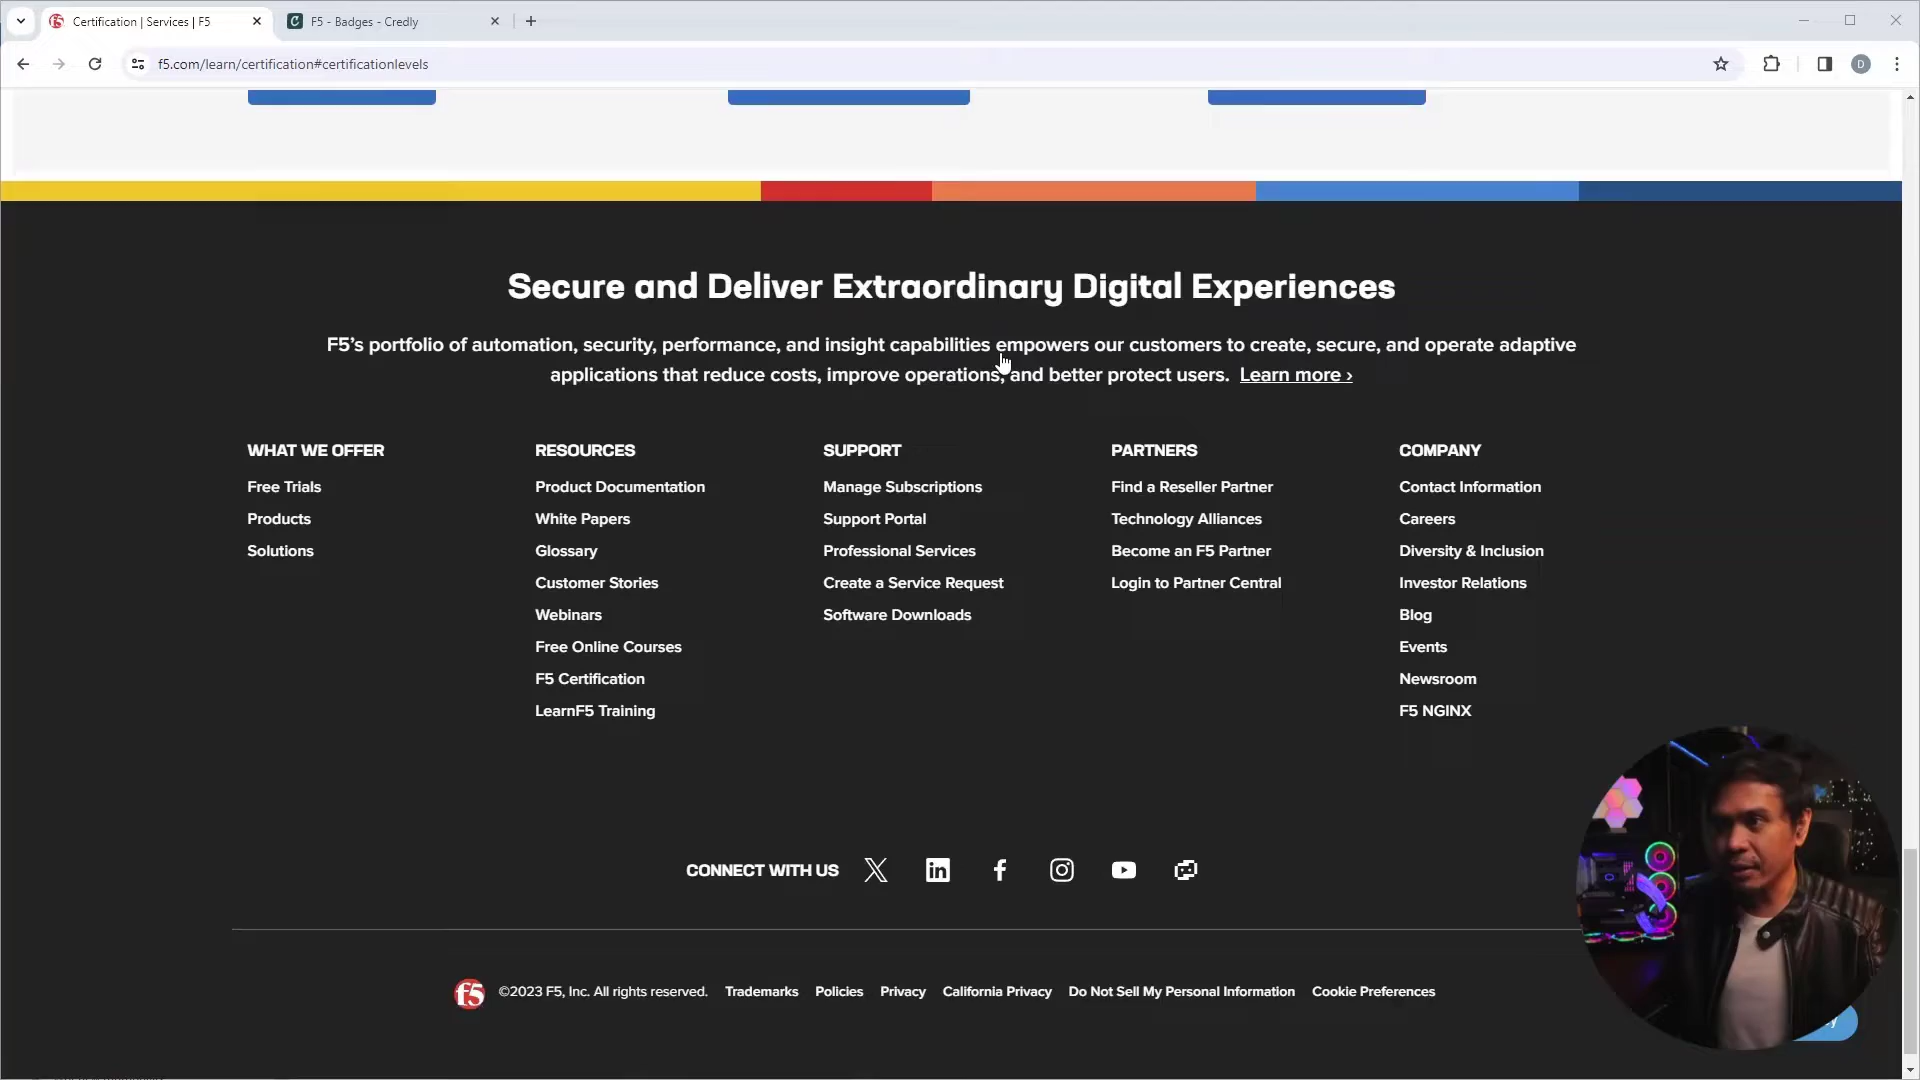 Certification | Services | F5
F5 - Badges - Credly
f5.com/learn/certification#certificationlevels
D
Secure and Deliver Extraordinary Digital Experiences
F5’s portfolio of automation, security, performance, and insight capabilities empowers our customers to create, secure, and operate adaptive
applications that reduce costs, improve operations, and better protect users. Learn more ›
WHAT WE OFFER
Free Trials
Products
Solutions
RESOURCES
Product Documentation
White Papers
Glossary
Customer Stories
Webinars
Free Online Courses
F5 Certification
LearnF5 Training
SUPPORT
Manage Subscriptions
Support Portal
Professional Services
Create a Service Request
Software Downloads
PARTNERS
Find a Reseller Partner
Technology Alliances
Become an F5 Partner
Login to Partner Central
COMPANY
Contact Information
Careers
Diversity & Inclusion
Investor Relations
Blog
Events
Newsroom
F5 NGINX
CONNECT WITH US
f5 ©2023 F5, Inc. All rights reserved. Trademarks Policies Privacy California Privacy Do Not Sell My Personal Information Cookie Preferences